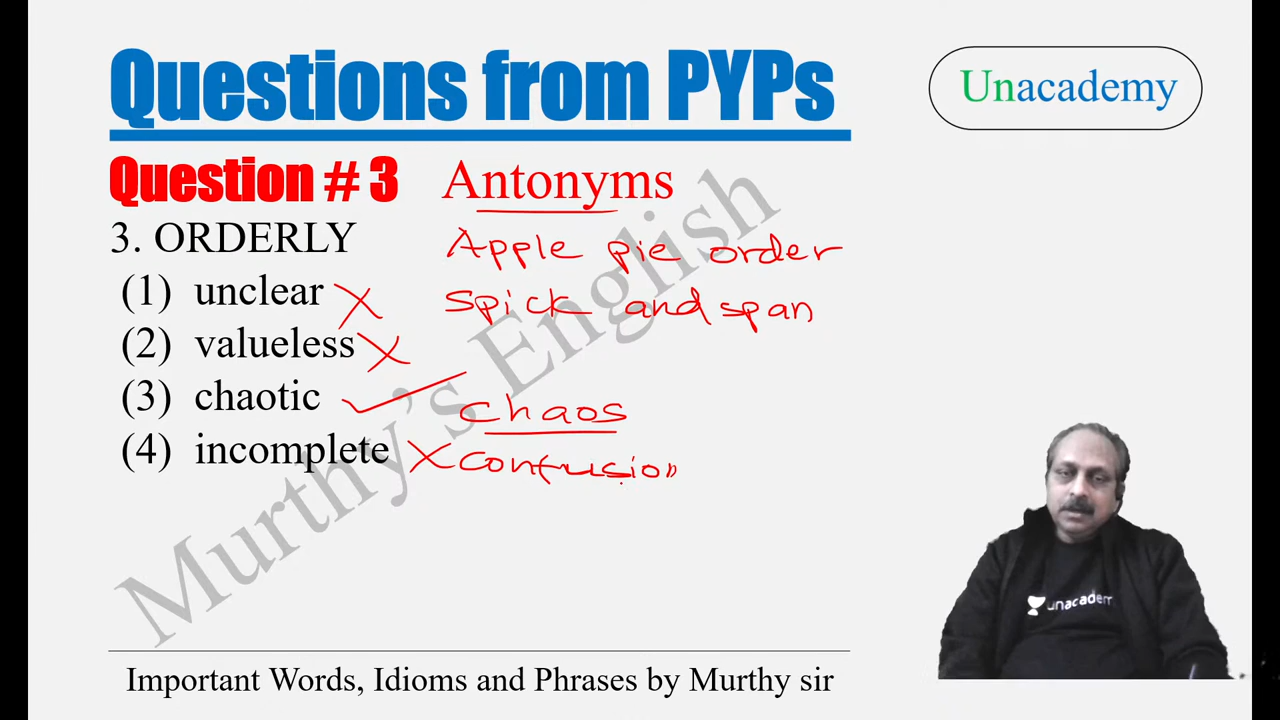 Questions from PYPs
Unacademy
Question # 3 Antonyms
3. ORDERLY
Apple pie order
(1) unclear
spick and span
(2) valueless
(3) chaotic
chaos
(4) incomplete
confusion
Murthy's English
unacademy
Important Words, Idioms and Phrases by Murthy sir